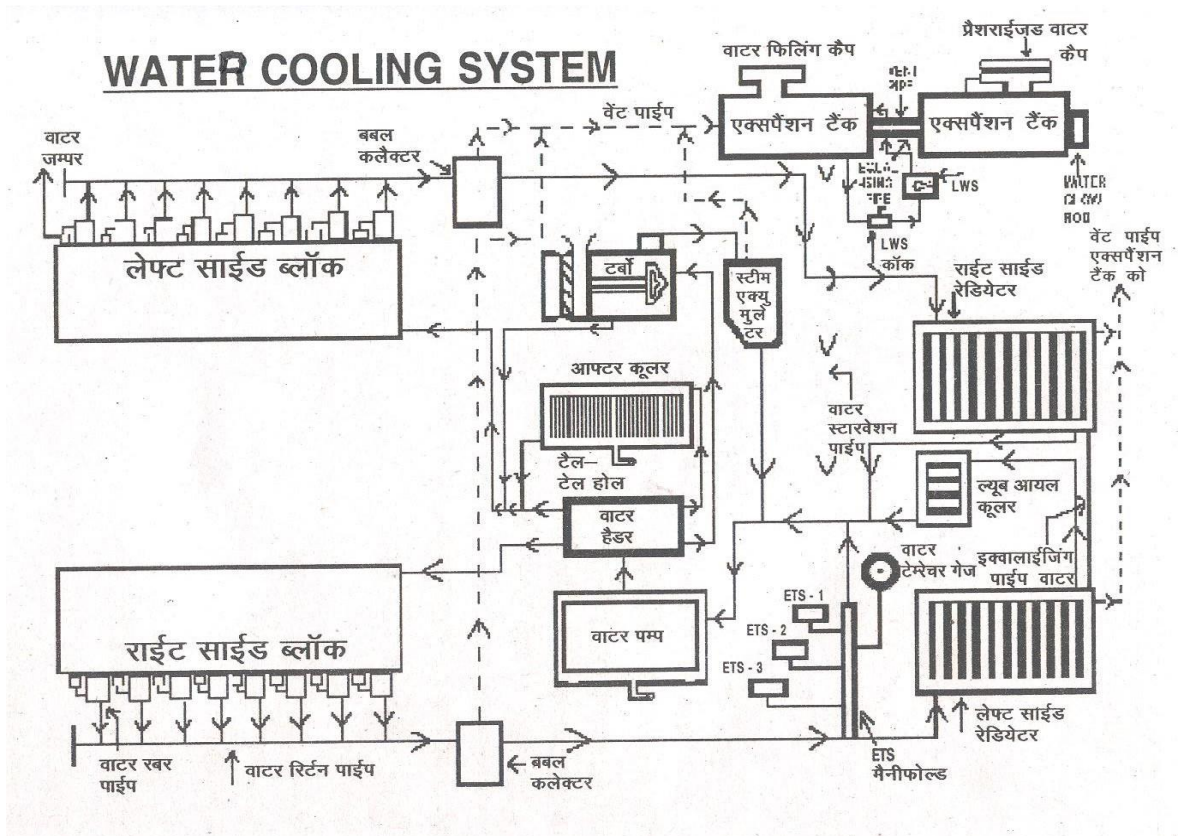 WATER COOLING SYSTEM
प्रैशराईजड वाटर
कैप
वाटर फिलिंग कैप
वेंट पाईप
एक्सपैंशन टैंक
एक्सपैंशन टैंक
वाटर
जम्पर
बबल
कलैक्टर
LWS
WATER
ROD
LWS
कॉक
वेंट पाईप
एक्सपैंशन
टैंक को
लेफ्ट साईड ब्लॉक
टर्बो
स्टीम
एक्यु
मुले
टर
राईट साईड
रेडियेटर
आफ्टर कूलर
वाटर
स्टारवेशन
पाईप
टैल–
टेल होल
ल्यूब आयल
कूलर
वाटर
हैडर
वाटर
टेम्रेचर गेज
इक्वालाईजिंग
पाईप वाटर
ETS - 1
ETS - 2
ETS - 3
वाटर पम्प
राईट साईड ब्लॉक
लेफ्ट साईड
रेडियेटर
वाटर रबर
पाईप
वाटर रिर्टन पाईप
बबल
कलेक्टर
ETS
मैनीफोल्ड